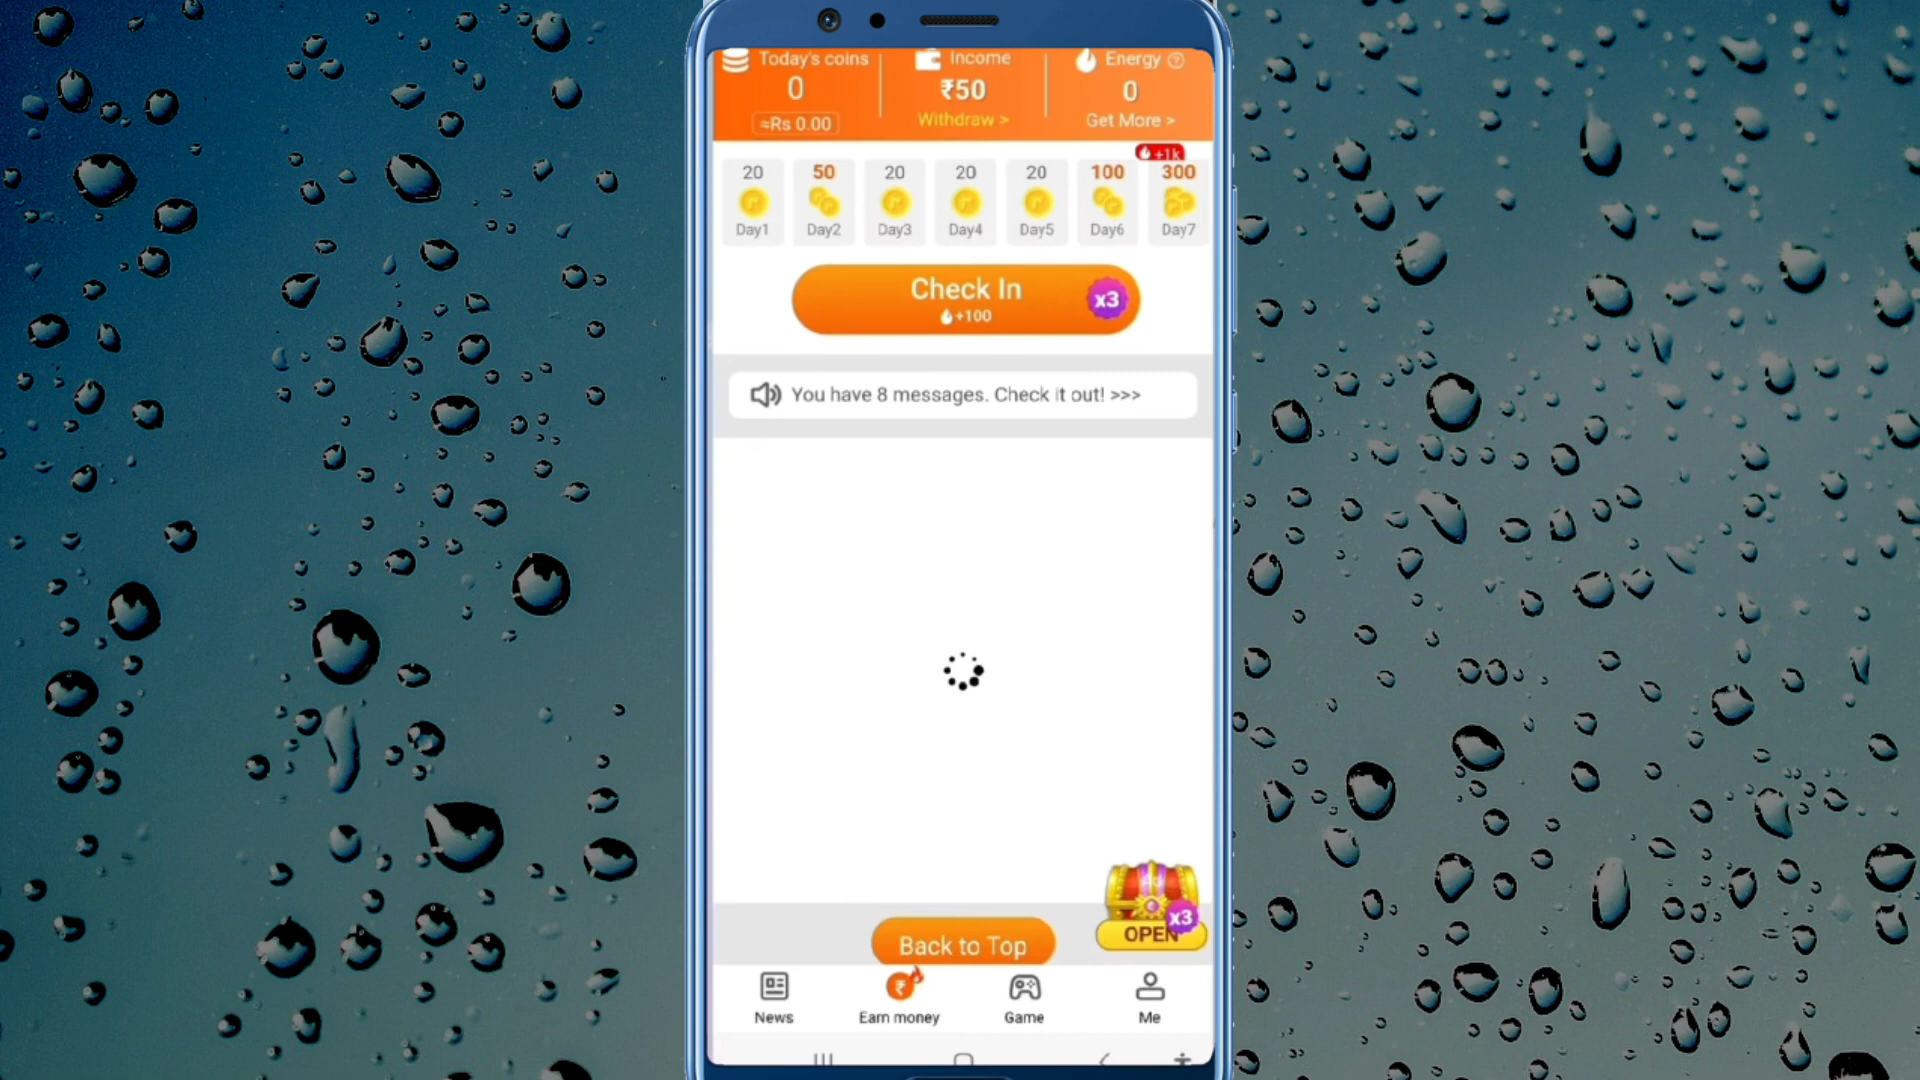 Today's coins
Income
Energy
0
₹50
0
≈Rs 0.00
Withdraw >
Get More >
+1k
20
50
20
20
20
100
300
Day1
Day2
Day3
Day4
Day5
Day6
Day7
Check In
x3
+100
You have 8 messages. Check it out! >>>
x3
OPEN
Back to Top
News
Earn money
Game
Me